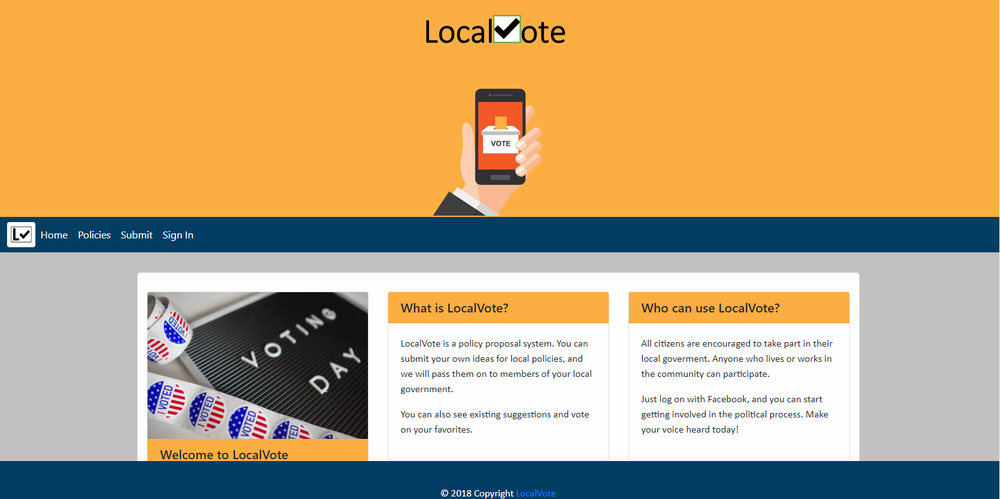 LocalVote
VOTE
Home Policies Submit Sign In
VOTING
DAY
I VOTED
I VOTED
I VOTED
I VOTED
I VOTED
Welcome to LocalVote
What is LocalVote?
LocalVote is a policy proposal system. You can
submit your own ideas for local policies, and
we will pass them on to members of your local
government.
You can also see existing suggestions and vote
on your favorites.
Who can use LocalVote?
All citizens are encouraged to take part in their
local goverment. Anyone who lives or works in
the community can participate.
Just log on with Facebook, and you can start
getting involved in the political process. Make
your voice heard today!
© 2018 Copyright LocalVote